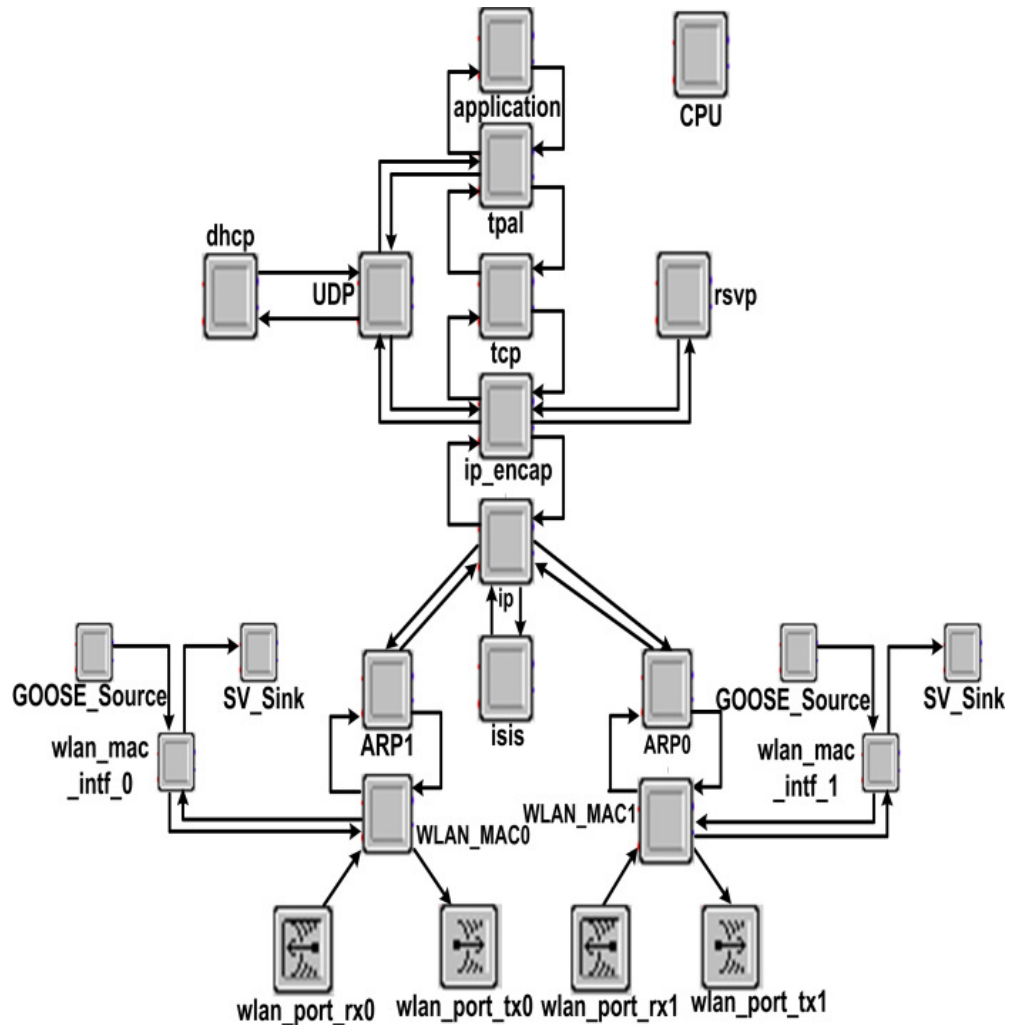 application
CPU
tpal
dhcp
UDP
rsvp
tcp
ip_encap
ip
GOOSE_Source
SV_Sink
ARP1
isis
ARP0
GOOSE_Source
SV_Sink
wlan_mac
_intf_0
wlan_mac
_intf_1
WLAN_MAC0
WLAN_MAC1
wlan_port_rx0
wlan_port_tx0
wlan_port_rx1
wlan_port_tx1